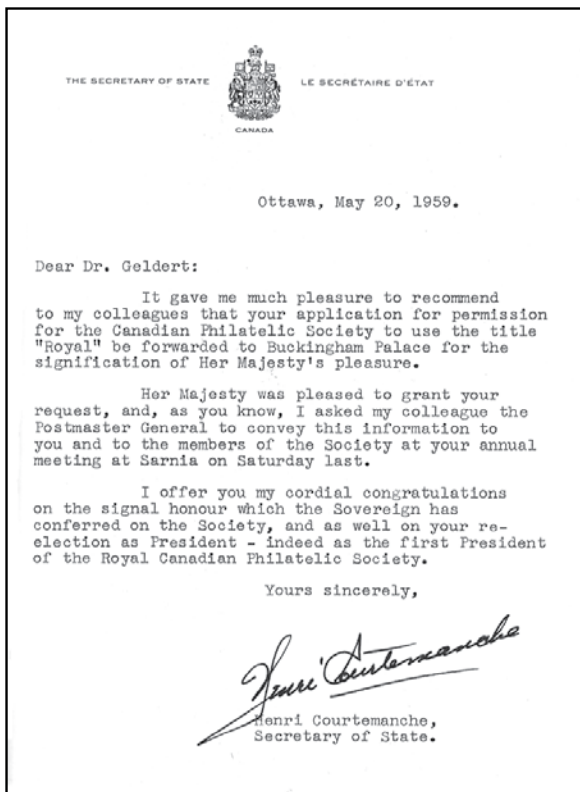 THE SECRETARY OF STATE
LE SECRÉTAIRE D'ÉTAT
CANADA
Ottawa, May 20, 1959.
Dear Dr. Geldert:
It gave me much pleasure to recommend
to my colleagues that your application for permission
for the Canadian Philatelic Society to use the title
"Royal" be forwarded to Buckingham Palace for the
signification of Her Majesty's pleasure.
Her Majesty was pleased to grant your
request, and, as you know, I asked my colleague the
Postmaster General to convey this information to
you and to the members of the Society at your annual
meeting at Sarnia on Saturday last.
I offer you my cordial congratulations
on the signal honour which the Sovereign has
conferred on the Society, and as well on your re-
election as President - indeed as the first President
of the Royal Canadian Philatelic Society.
Yours sincerely,
Henri Courtemanche
Henri Courtemanche,
Secretary of State.